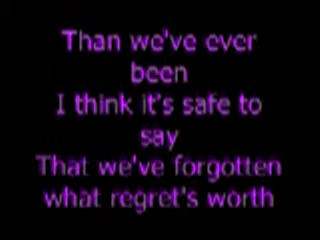 Than we've ever
been
I think it's safe to
say
That we've forgotten
what regret's worth